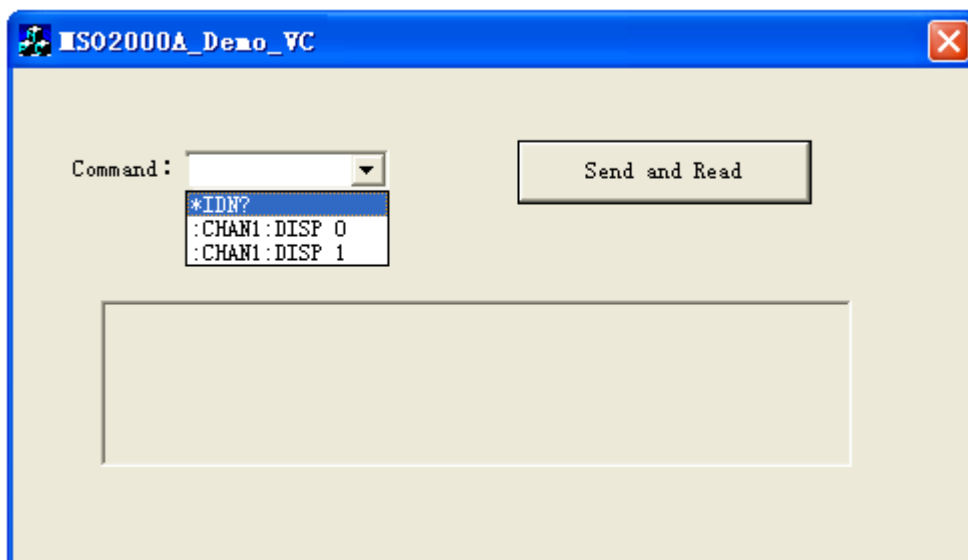 MSO2000A_Demo_VC
Command:
Send and Read
*IDN?
:CHAN1:DISP 0
:CHAN1:DISP 1